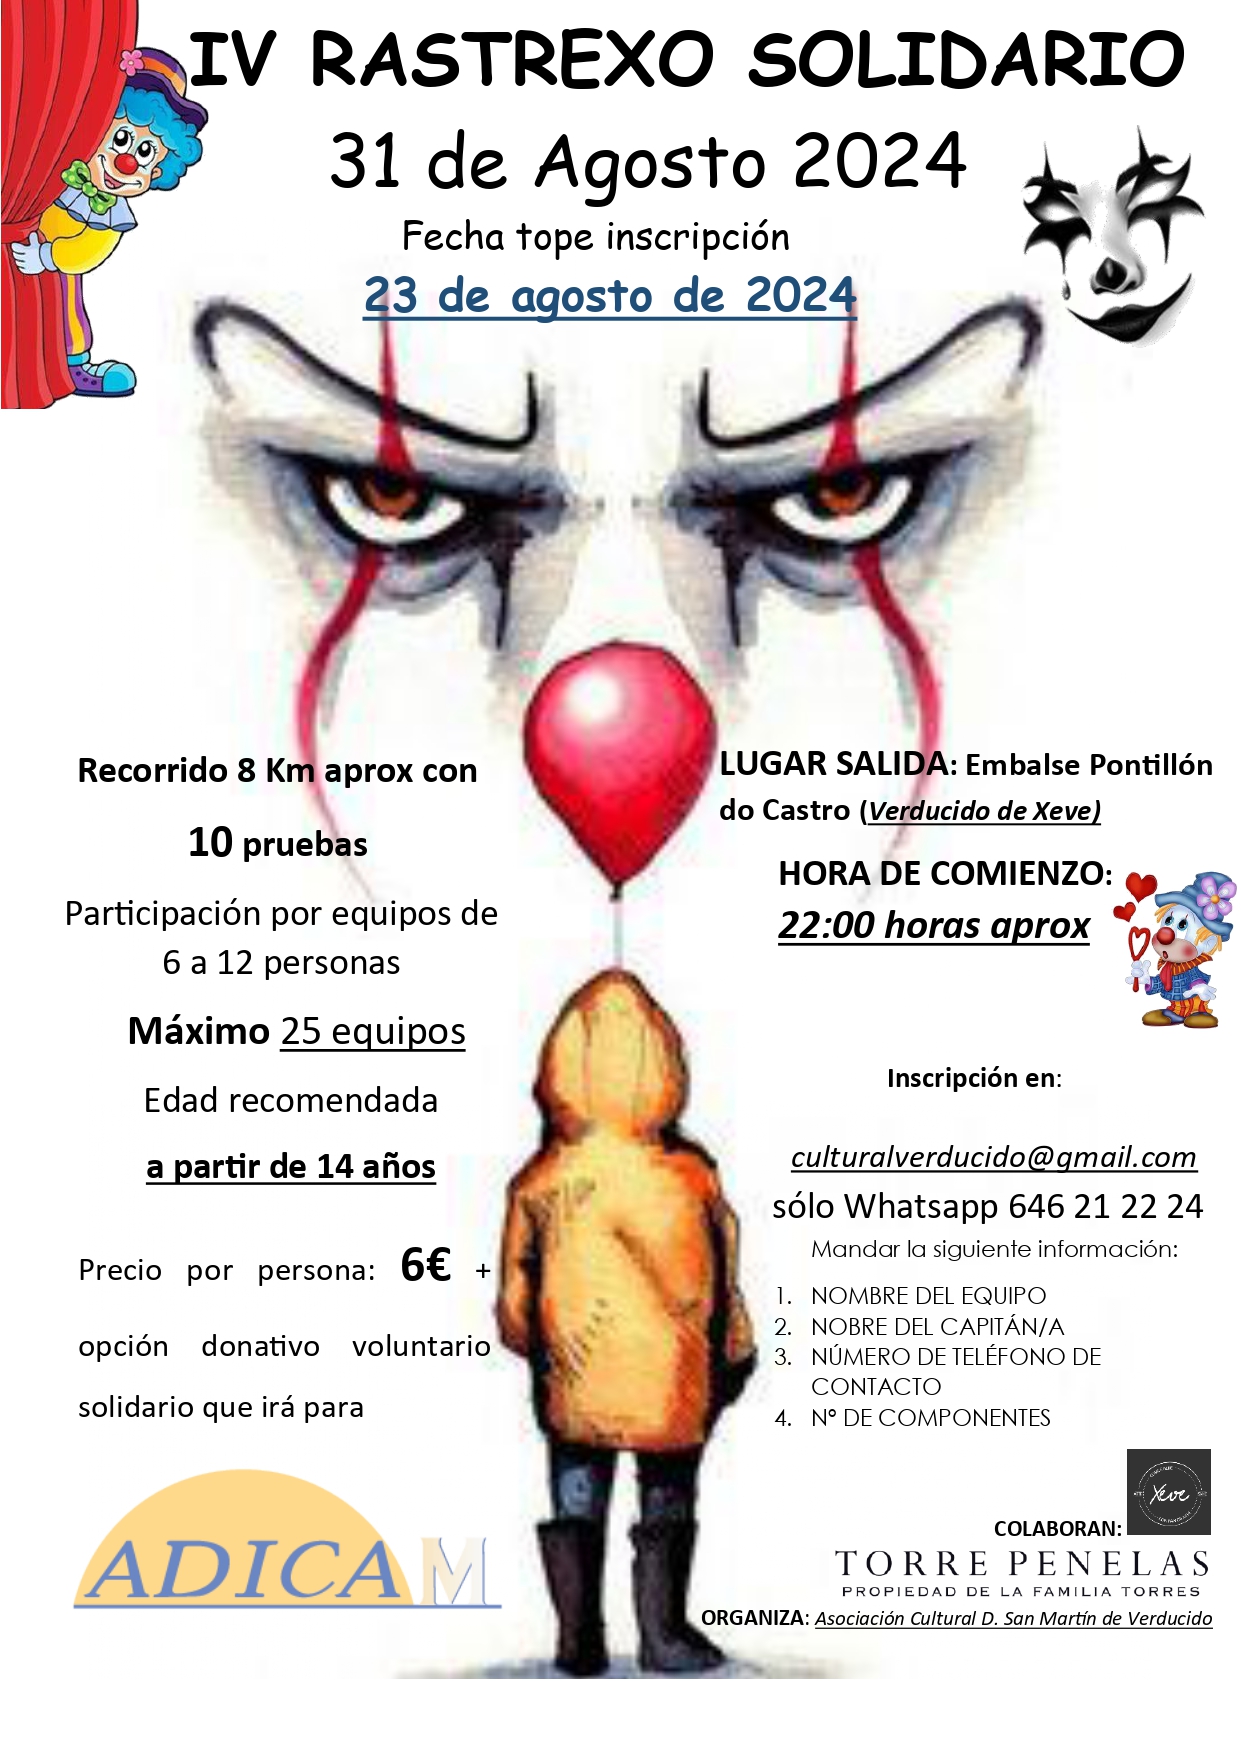 IV RASTREXO SOLIDARIO
31 de Agosto 2024
Fecha tope inscripción
23 de agosto de 2024
Recorrido 8 Km aprox con
10 pruebas
Participación por equipos de
6 a 12 personas
Máximo 25 equipos
Edad recomendada
a partir de 14 años
Precio por persona: 6€ +
opción donativo voluntario
solidario que irá para
ADICAM
LUGAR SALIDA: Embalse Pontillón
do Castro (Verducido de Xeve)
HORA DE COMIENZO:
22:00 horas aprox
Inscripción en:
culturalverducido@gmail.com
sólo Whatsapp 646 21 22 24
Mandar la siguiente información:
1. NOMBRE DEL EQUIPO
2. NOBRE DEL CAPITÁN/A
3. NÚMERO DE TELÉFONO DE
CONTACTO
4. Nº DE COMPONENTES
Xeve
COLABORAN:
TORRE PENELAS
PROPIEDAD DE LA FAMILIA TORRES
ORGANIZA: Asociación Cultural D. San Martín de Verducido